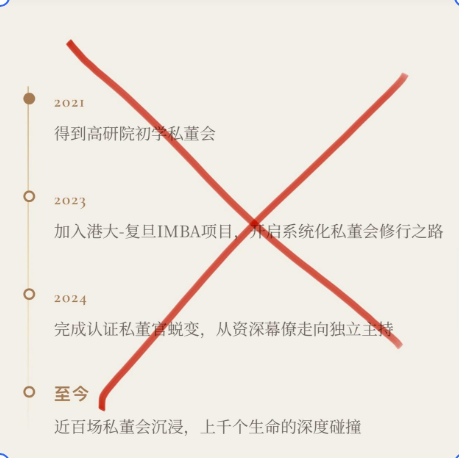 2021
得到高研院初学私董会
2023
加入港大-复旦IMBA项目，开启系统化私董会修行之路
2024
完成认证私董官蜕变，从资深幕僚走向独立主持
至今
近百场私董会沉浸，上千个生命的深度碰撞